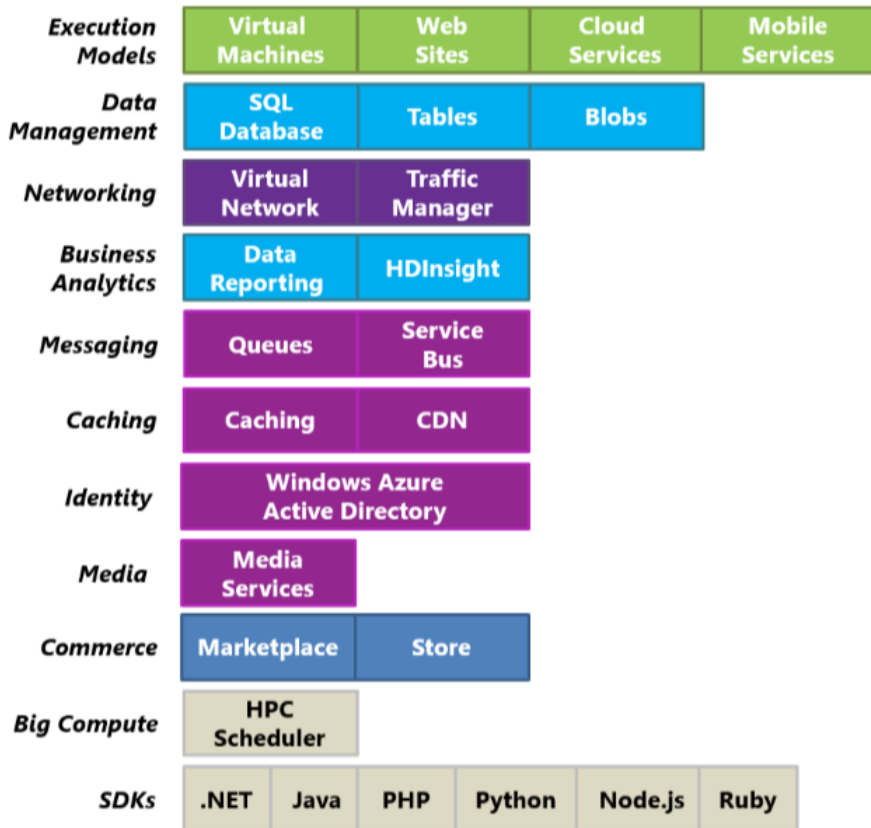 Execution Models
Virtual Machines
Web Sites
Cloud Services
Mobile Services
Data Management
SQL Database
Tables
Blobs
Networking
Virtual Network
Traffic Manager
Business Analytics
Data Reporting
HDInsight
Messaging
Queues
Service Bus
Caching
Caching
CDN
Identity
Windows Azure
Active Directory
Media
Media Services
Commerce
Marketplace
Store
Big Compute
HPC Scheduler
SDKs
.NET
Java
PHP
Python
Node.js
Ruby